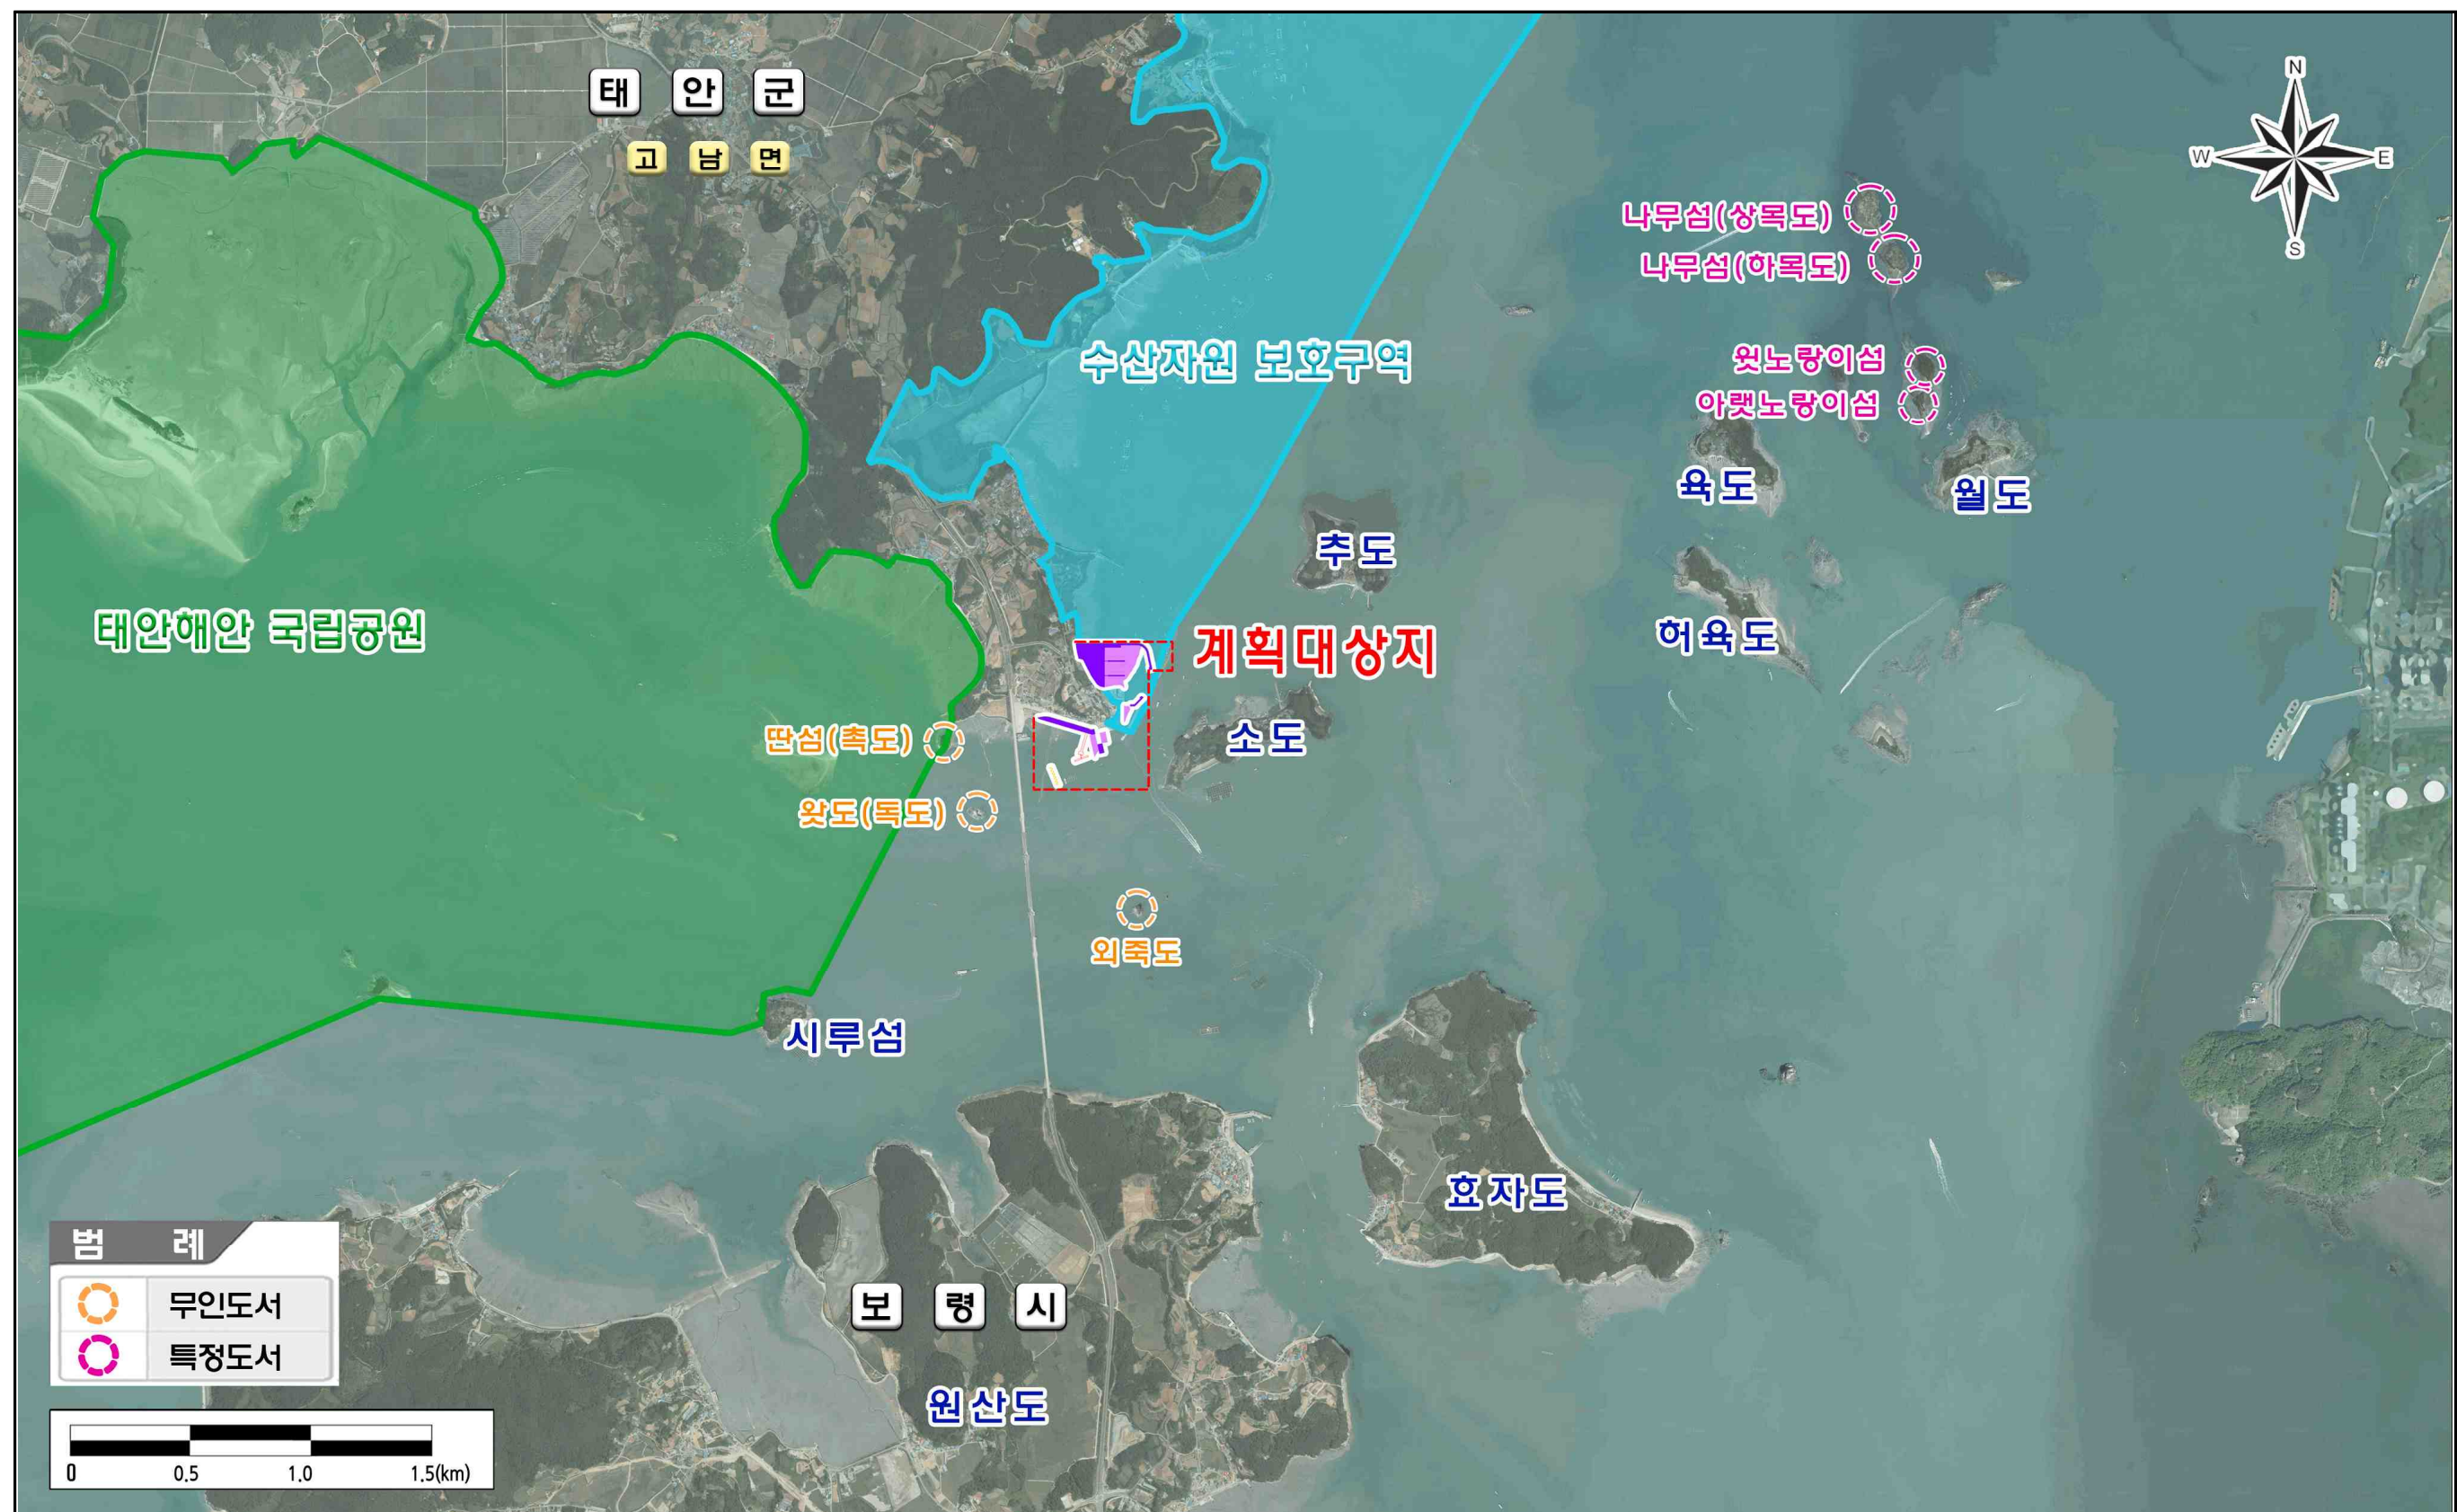 태안군
고남면
N
W E
S
나무섬(상목도)
나무섬(하목도)
수산자원 보호구역
윗노랑이섬
아랫노랑이섬
육도
월도
추도
태안해안 국립공원
계획대상지
허육도
딴섬(촉도)
소도
왓도(독도)
외죽도
시루섬
효자도
범 례
무인도서
특정도서
보령시
원산도
0 0.5 1.0 1.5(km)